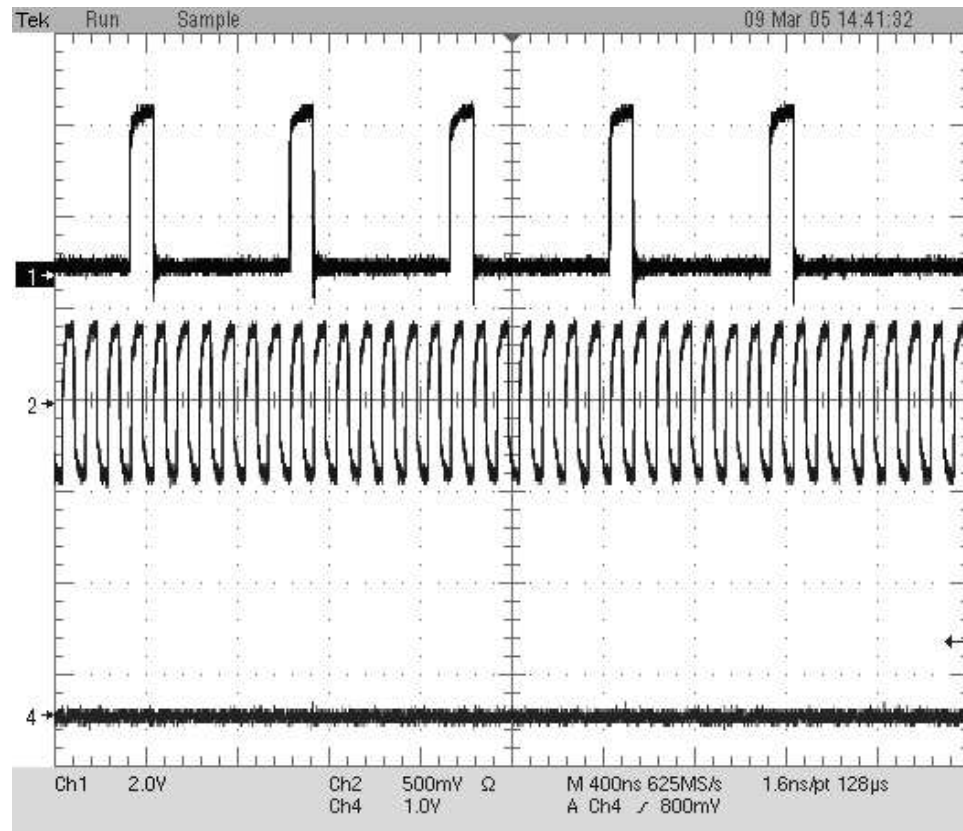 Tek Run Sample 09 Mar 05 14:41:32
1
2
4
Ch1 2.0V Ch2 500mV Ω M 400ns 625MS/s 1.6ns/pt 128µs
Ch4 1.0V A Ch4 / 800mV